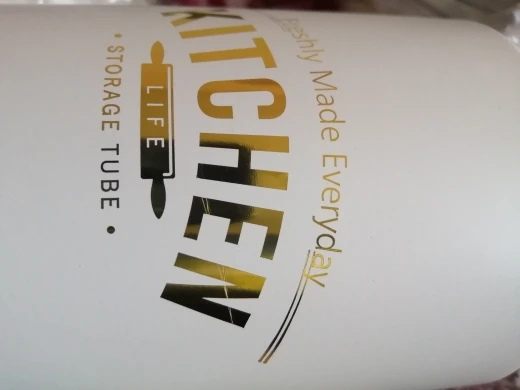 Freshly Made Everyday
KITCHEN
LIFE
• STORAGE TUBE •